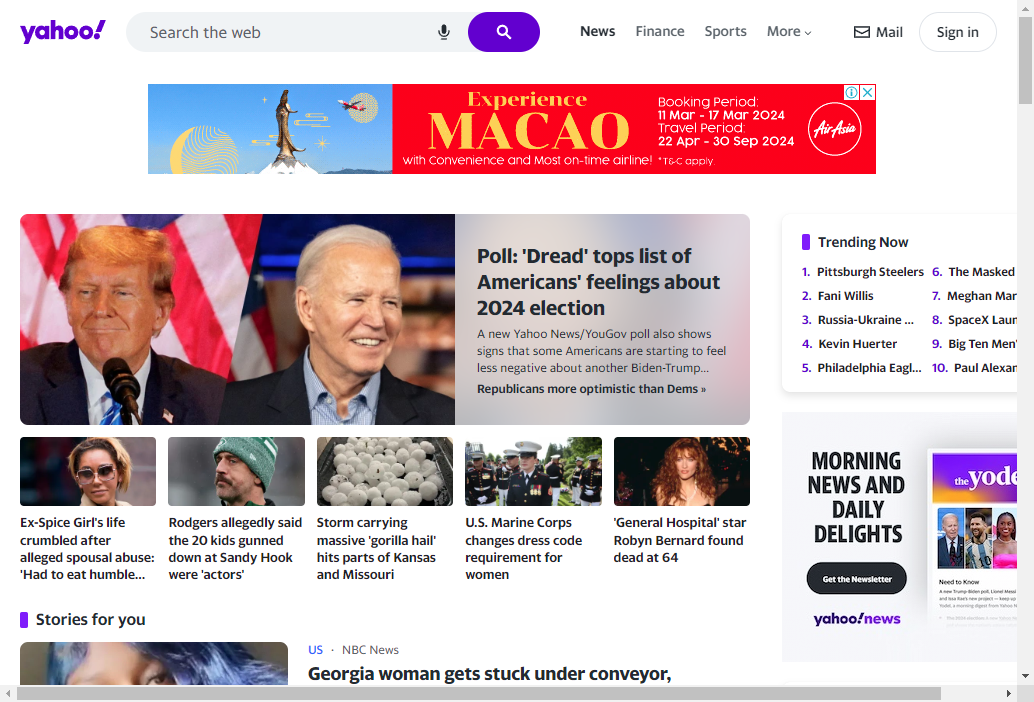 yahoo!
Search the web
News
Finance
Sports
More
Mail
Sign in
Experience
MACAO
with Convenience and Most on-time airline!
Booking Period:
11 Mar - 17 Mar 2024
Travel Period:
22 Apr - 30 Sep 2024
*T&C apply.
AirAsia
Poll: 'Dread' tops list of
Americans' feelings about
2024 election
A new Yahoo News/YouGov poll also shows
signs that some Americans are starting to feel
less negative about another Biden-Trump...
Republicans more optimistic than Dems »
Ex-Spice Girl's life
crumbled after
alleged spousal abuse:
'Had to eat humble...
Rodgers allegedly said
the 20 kids gunned
down at Sandy Hook
were 'actors'
Storm carrying
massive 'gorilla hail'
hits parts of Kansas
and Missouri
U.S. Marine Corps
changes dress code
requirement for
women
'General Hospital' star
Robyn Bernard found
dead at 64
Stories for you
US · NBC News
Georgia woman gets stuck under conveyor,
Trending Now
1. Pittsburgh Steelers
2. Fani Willis
3. Russia-Ukraine ...
4. Kevin Huerter
5. Philadelphia Eagl...
6. The Masked
7. Meghan Mar
8. SpaceX Laun
9. Big Ten Men'
10. Paul Alexan
MORNING
NEWS AND
DAILY
DELIGHTS
Get the Newsletter
yahoo!news
the yode
Need to Know
A new Trump-Biden poll, Lionel Messi